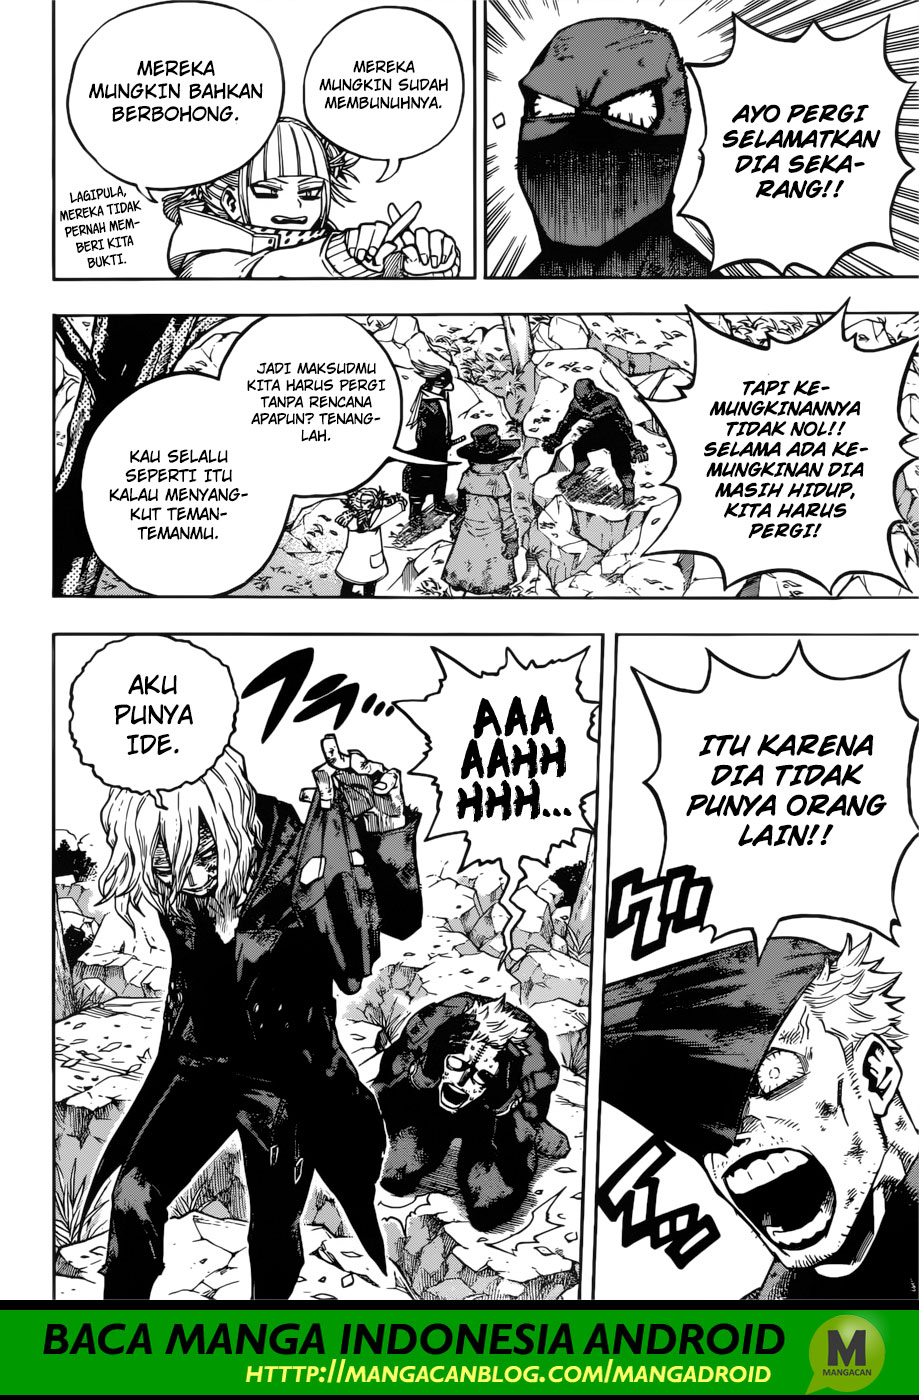 AYO PERGI
SELAMATKAN
DIA SEKA-
RANG!!
MEREKA
MUNGKIN SUDAH
MEMBUNUHNYA.
MEREKA
MUNGKIN BAHKAN
BERBOHONG.
LAGIPULA,
MEREKA TIDAK
PERNAH MEM-
BERI KITA
BUKTI.
TAPI KE-
MUNGKINANNYA
TIDAK NOL!!
SELAMA ADA KE-
MUNGKINAN DIA
MASIH HIDUP,
KITA HARUS
PERGI!
JADI MAKSUDMU
KITA HARUS PERGI
TANPA RENCANA
APAPUN? TENANG-
LAH.
KAU SELALU
SEPERTI ITU
KALAU MENYANG-
KUT TEMAN-
TEMANMU.
ITU KARENA
DIA TIDAK
PUNYA ORANG
LAIN!!
AAA
AAHH
HHH...
AKU
PUNYA
IDE.
BACA MANGA INDONESIA ANDROID
HTTTP://MANGACANBLOG.COM/MANGADROID
M
MANGACAN